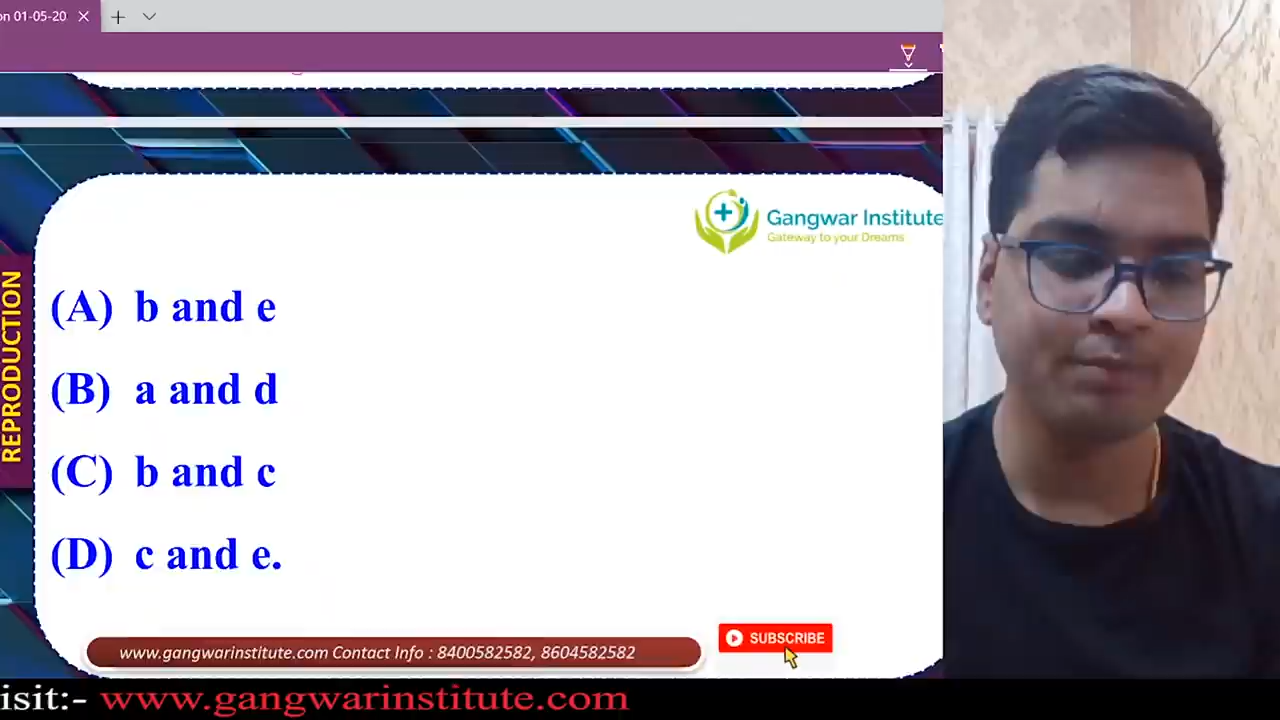 on 01-05-20
Gangwar Institute
Gateway to your Dreams
REPRODUCTION
(A) b and e
(B) a and d
(C) b and c
(D) c and e.
www.gangwarinstitute.com Contact Info : 8400582582, 8604582582
SUBSCRIBE
isit:- www.gangwarinstitute.com